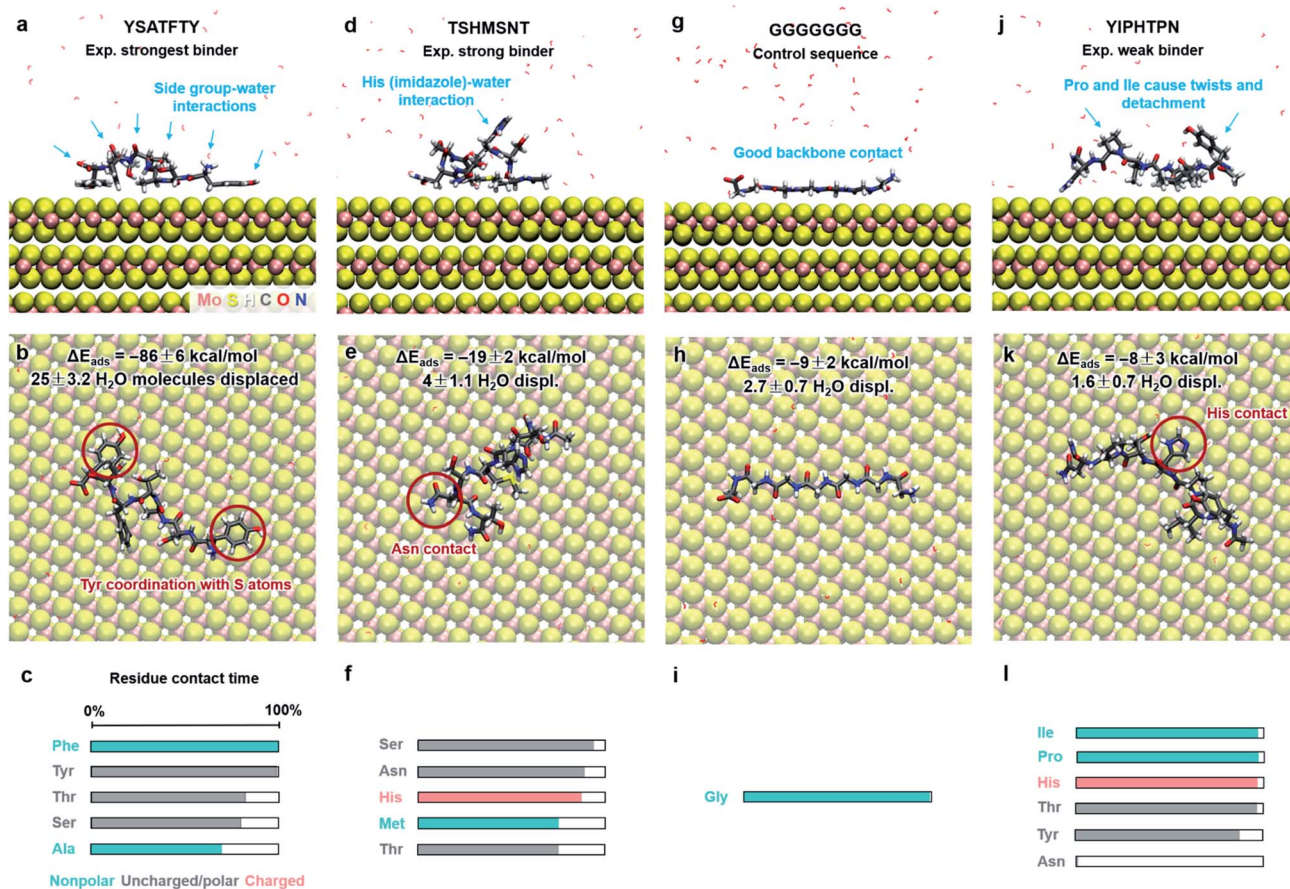 a
YSATFTY
Exp. strongest binder
Side group-water
interactions
Mo S H C O N
b
ΔEads = –86±6 kcal/mol
25±3.2 H₂O molecules displaced
Tyr coordination with S atoms
c
Residue contact time
0% 100%
Phe
Tyr
Thr
Ser
Ala
Nonpolar Uncharged/polar Charged
d
TSHMSNT
Exp. strong binder
His (imidazole)-water
interaction
e
ΔEads = –19±2 kcal/mol
4±1.1 H₂O displ.
Asn contact
f
Ser
Asn
His
Met
Thr
g
GGGGGGG
Control sequence
Good backbone contact
h
ΔEads = –9±2 kcal/mol
2.7±0.7 H₂O displ.
i
Gly
j
YIPHTPN
Exp. weak binder
Pro and Ile cause twists and
detachment
k
ΔEads = –8±3 kcal/mol
1.6±0.7 H₂O displ.
His contact
l
Ile
Pro
His
Thr
Tyr
Asn